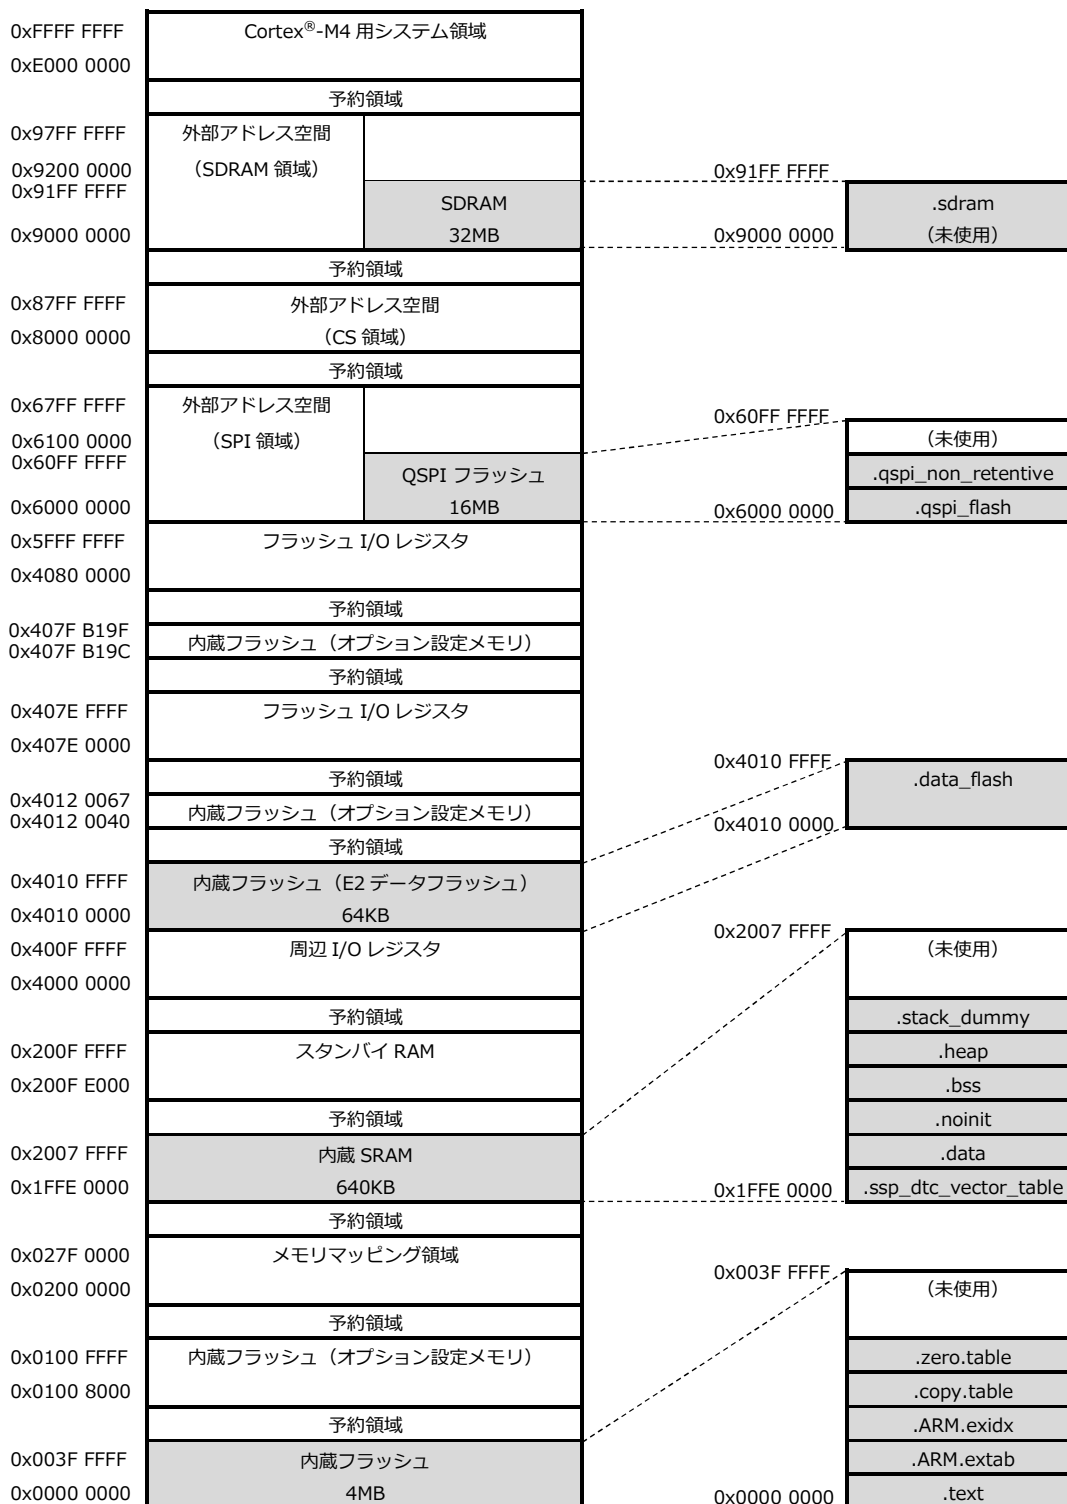 0xFFFF FFFF
Cortex®-M4 用システム領域
0xE000 0000
予約領域
0x97FF FFFF
外部アドレス空間
0x9200 0000
（SDRAM 領域）
0x91FF FFFF
0x91FF FFFF
SDRAM
.sdram
0x9000 0000
32MB
0x9000 0000
（未使用）
予約領域
0x87FF FFFF
外部アドレス空間
0x8000 0000
（CS 領域）
予約領域
0x67FF FFFF
外部アドレス空間
0x60FF FFFF
0x6100 0000
（SPI 領域）
（未使用）
0x60FF FFFF
QSPI フラッシュ
.qspi_non_retentive
0x6000 0000
16MB
0x6000 0000
.qspi_flash
0x5FFF FFFF
フラッシュ I/O レジスタ
0x4080 0000
予約領域
0x407F B19F
0x407F B19C
内蔵フラッシュ（オプション設定メモリ）
予約領域
0x407E FFFF
フラッシュ I/O レジスタ
0x407E 0000
0x4010 FFFF
予約領域
.data_flash
0x4012 0067
0x4012 0040
内蔵フラッシュ（オプション設定メモリ）
0x4010 0000
予約領域
0x4010 FFFF
内蔵フラッシュ（E2 データフラッシュ）
0x4010 0000
64KB
0x2007 FFFF
0x400F FFFF
周辺 I/O レジスタ
（未使用）
0x4000 0000
予約領域
.stack_dummy
0x200F FFFF
スタンバイ RAM
.heap
0x200F E000
.bss
予約領域
.noinit
0x2007 FFFF
内蔵 SRAM
.data
0x1FFE 0000
640KB
0x1FFE 0000
.ssp_dtc_vector_table
予約領域
0x027F 0000
メモリマッピング領域
0x003F FFFF
0x0200 0000
（未使用）
予約領域
0x0100 FFFF
内蔵フラッシュ（オプション設定メモリ）
.zero.table
0x0100 8000
.copy.table
予約領域
.ARM.exidx
0x003F FFFF
内蔵フラッシュ
.ARM.extab
0x0000 0000
4MB
0x0000 0000
.text